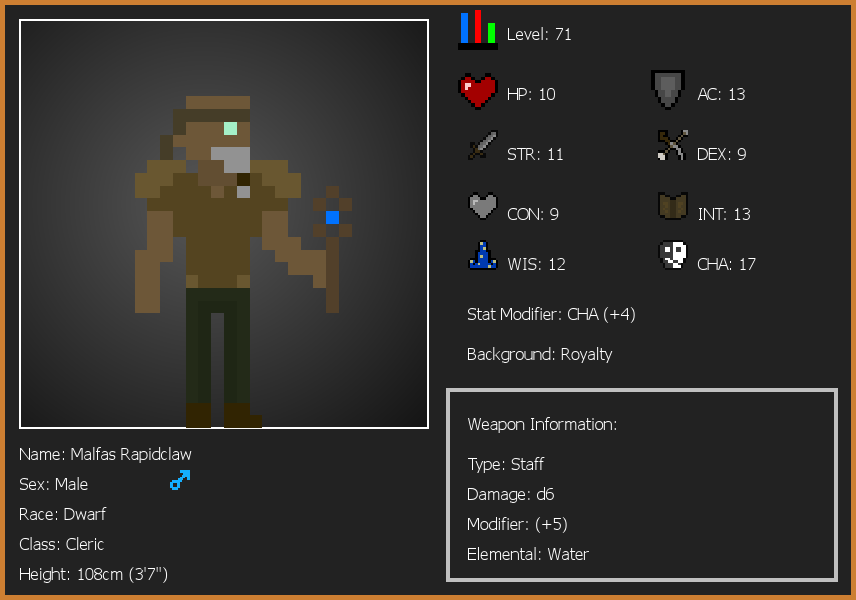 Level: 71
HP: 10
AC: 13
STR: 11
DEX: 9
CON: 9
INT: 13
WIS: 12
CHA: 17
Stat Modifier: CHA (+4)
Background: Royalty
Weapon Information:
Type: Staff
Damage: d6
Modifier: (+5)
Elemental: Water
Name: Malfas Rapidclaw
Sex: Male
Race: Dwarf
Class: Cleric
Height: 108cm (3'7")